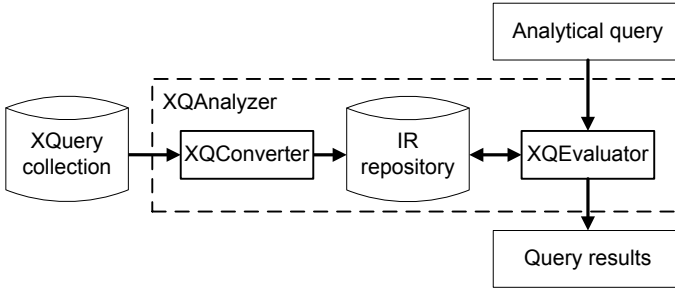 Analytical query
XQAnalyzer
XQuery
collection
XQConverter
IR
repository
XQEvaluator
Query results